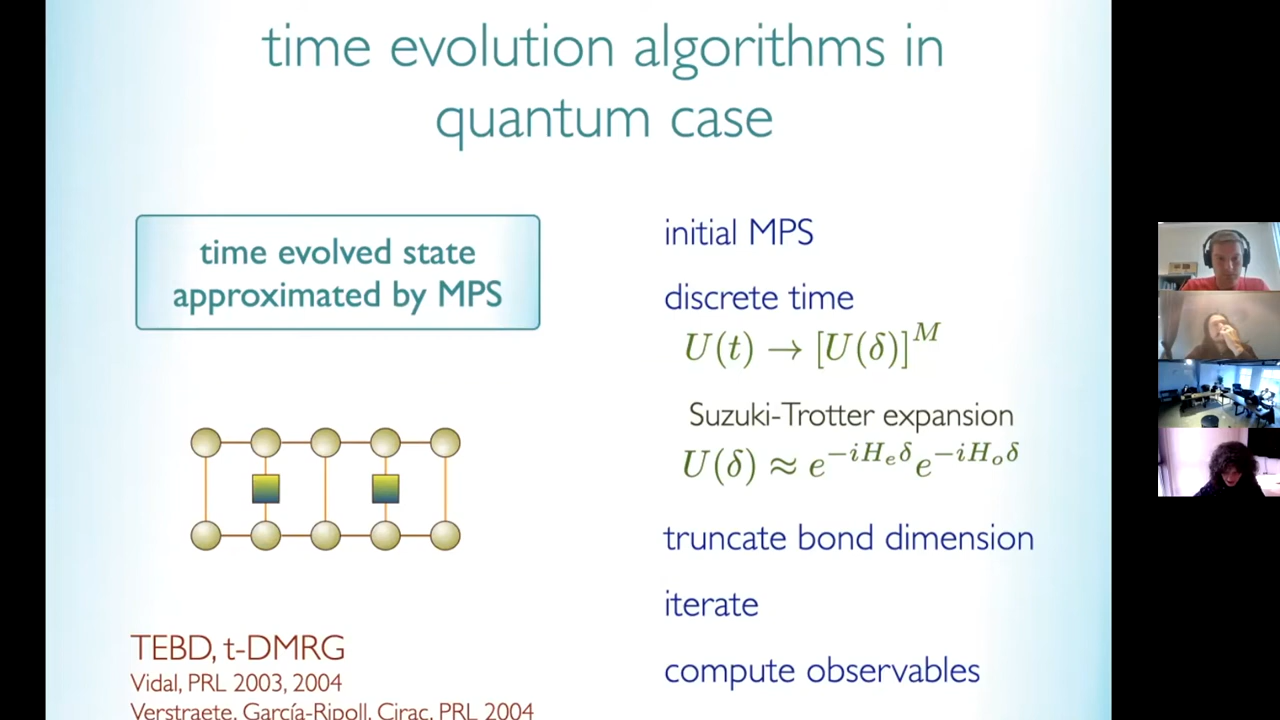 time evolution algorithms in
quantum case
time evolved state
approximated by MPS
initial MPS
discrete time
U(t) → [U(δ)]^M
Suzuki-Trotter expansion
U(δ) ≈ e^{-iH_eδ}e^{-iH_oδ}
truncate bond dimension
iterate
compute observables
TEBD, t-DMRG
Vidal, PRL 2003, 2004
Verstraete, García-Ripoll, Cirac, PRL 2004